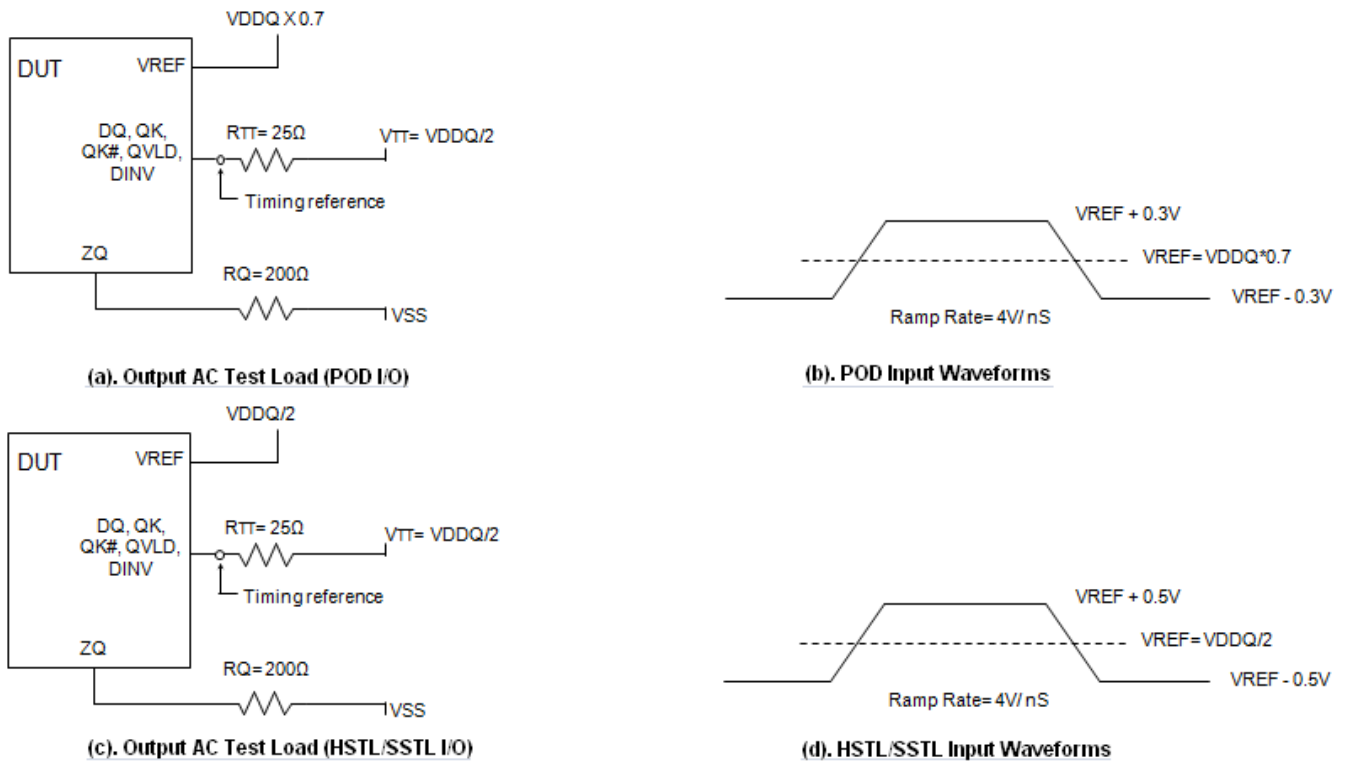 VDDQ X 0.7
DUT
VREF
DQ, QK,
QK#, QVLD,
DINV
RTT= 25Ω
VTT= VDDQ/2
Timing reference
ZQ
RQ= 200Ω
VSS
(a). Output AC Test Load (POD I/O)
VREF + 0.3V
VREF= VDDQ*0.7
VREF - 0.3V
Ramp Rate= 4V/ nS
(b). POD Input Waveforms
VDDQ/2
DUT
VREF
DQ, QK,
QK#, QVLD,
DINV
RTT= 25Ω
VTT= VDDQ/2
Timing reference
ZQ
RQ= 200Ω
VSS
(c). Output AC Test Load (HSTL/SSTL I/O)
VREF + 0.5V
VREF= VDDQ/2
VREF - 0.5V
Ramp Rate= 4V/ nS
(d). HSTL/SSTL Input Waveforms